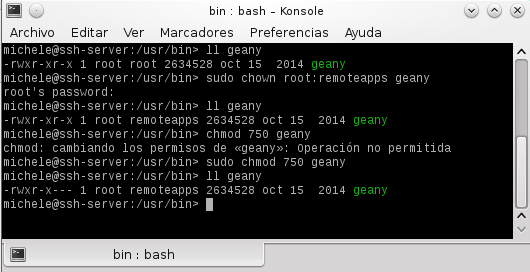 bin : bash – Konsole
Archivo Editar Ver Marcadores Preferencias Ayuda
michele@ssh-server:/usr/bin> ll geany
-rwxr-xr-x 1 root root 2634528 oct 15  2014 geany
michele@ssh-server:/usr/bin> sudo chown root:remoteapps geany
root's password:
michele@ssh-server:/usr/bin> ll geany
-rwxr-xr-x 1 root remoteapps 2634528 oct 15  2014 geany
michele@ssh-server:/usr/bin> chmod 750 geany
chmod: cambiando los permisos de «geany»: Operación no permitida
michele@ssh-server:/usr/bin> sudo chmod 750 geany
michele@ssh-server:/usr/bin> ll geany
-rwxr-x--- 1 root remoteapps 2634528 oct 15  2014 geany
michele@ssh-server:/usr/bin>
bin : bash